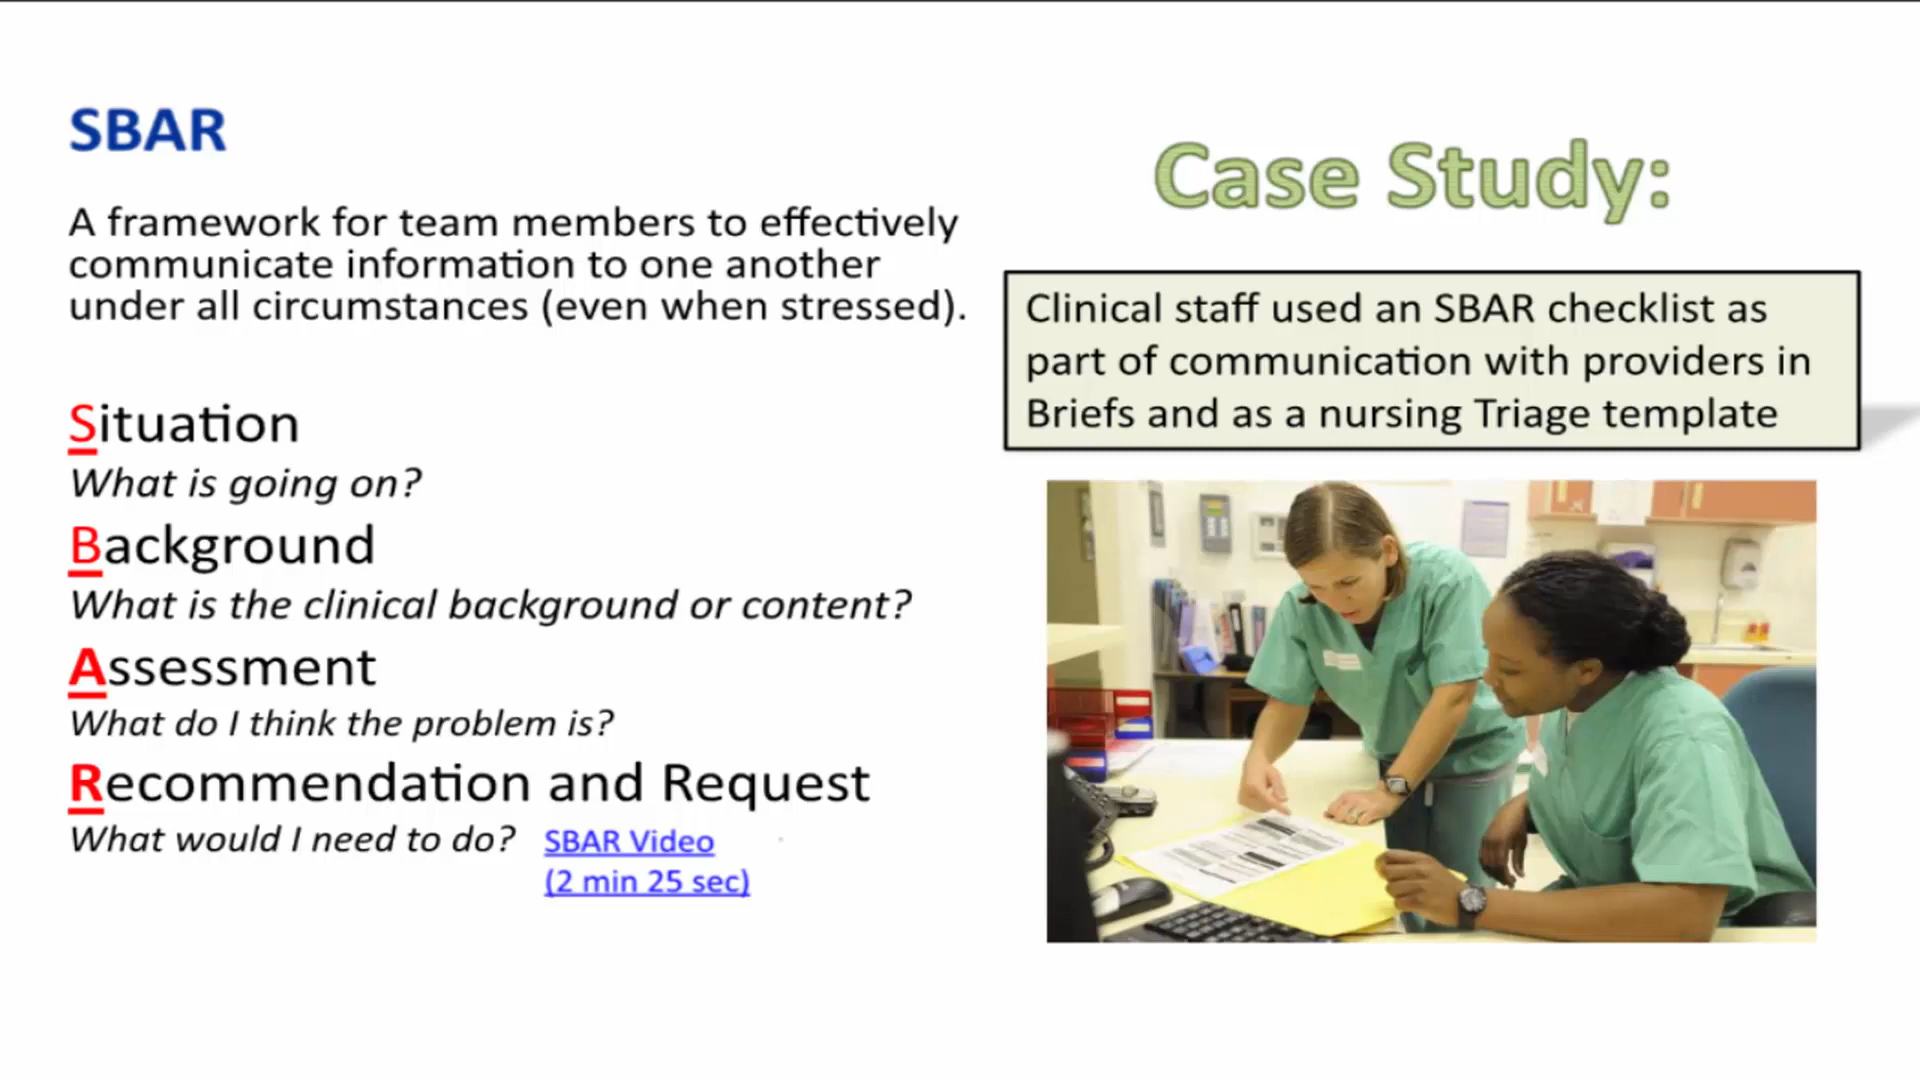 SBAR
A framework for team members to effectively
communicate information to one another
under all circumstances (even when stressed).
Situation
What is going on?
Background
What is the clinical background or content?
Assessment
What do I think the problem is?
Recommendation and Request
What would I need to do?
SBAR Video
(2 min 25 sec)
Case Study:
Clinical staff used an SBAR checklist as
part of communication with providers in
Briefs and as a nursing Triage template